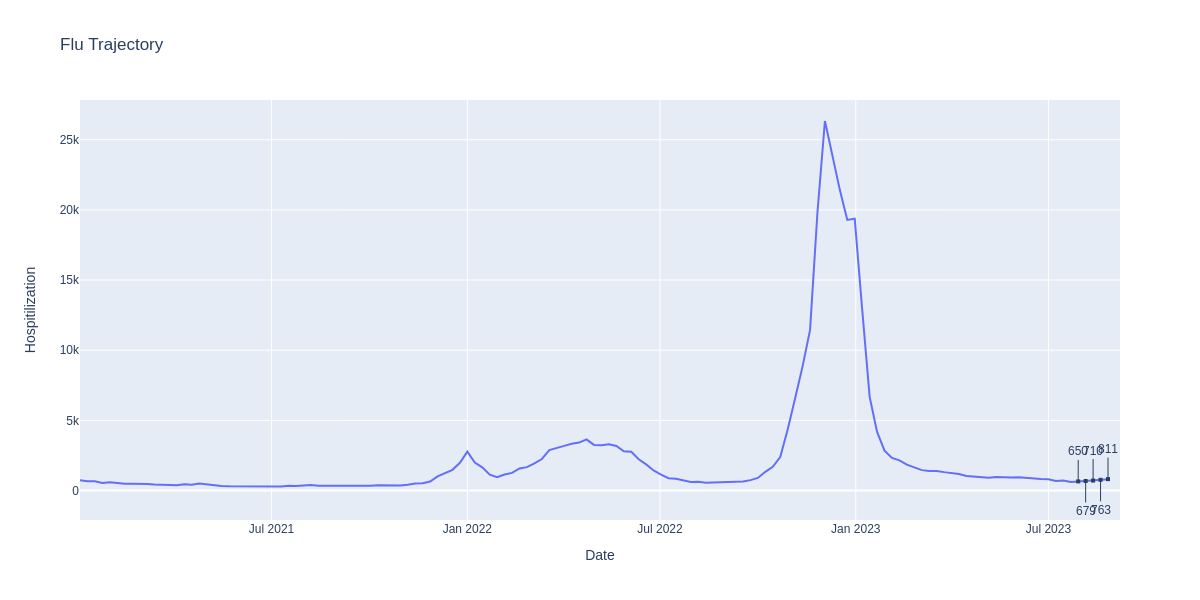 Flu Trajectory
Hospitilization
25k
20k
15k
10k
5k
0
650
710
811
679
763
Jul 2021
Jan 2022
Jul 2022
Jan 2023
Jul 2023
Date